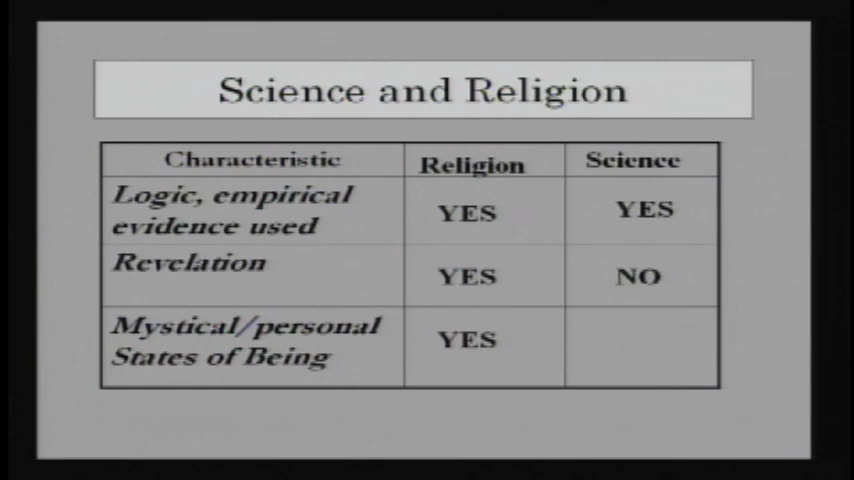 Science and Religion
Characteristic Religion Science
Logic, empirical
evidence used YES YES
Revelation YES NO
Mystical/personal
States of Being YES